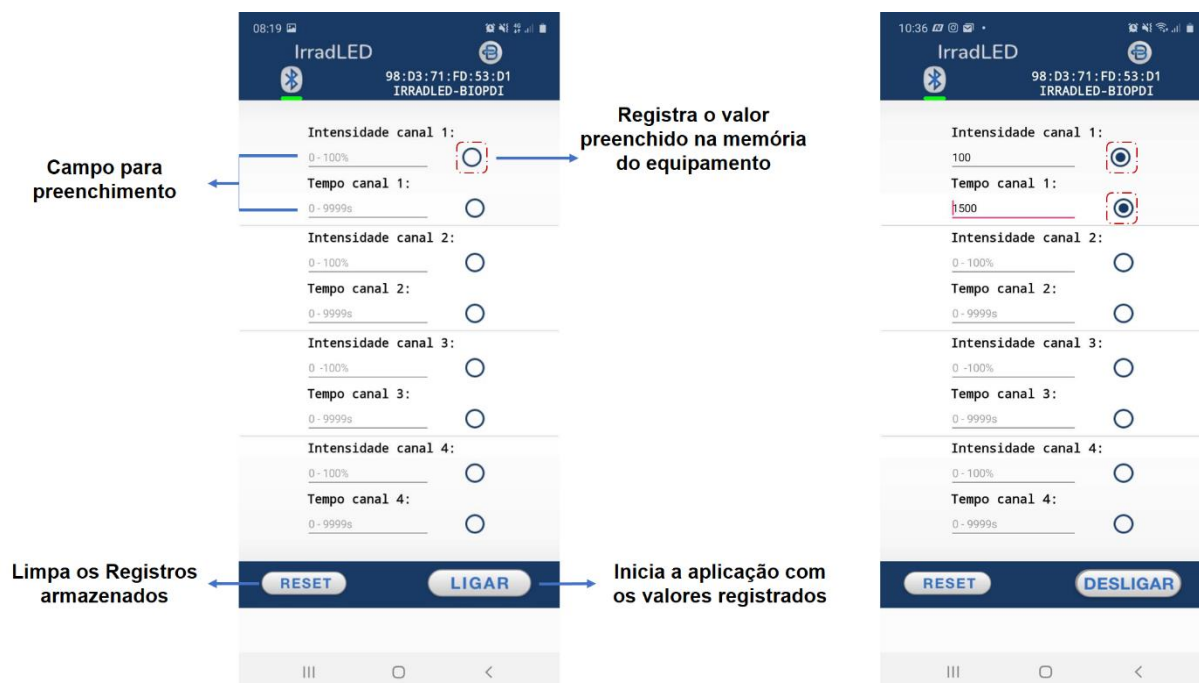 08:19
IrradLED
98:D3:71:FD:53:D1
IRRADLED-BIOPDI
Intensidade canal 1:
0 - 100%
Tempo canal 1:
0 - 9999s
Intensidade canal 2:
0 - 100%
Tempo canal 2:
0 - 9999s
Intensidade canal 3:
0 -100%
Tempo canal 3:
0 - 9999s
Intensidade canal 4:
0 - 100%
Tempo canal 4:
0 - 9999s
RESET
LIGAR
Campo para
preenchimento
Registra o valor
preenchido na memória
do equipamento
Limpa os Registros
armazenados
Inicia a aplicação com
os valores registrados
10:36
IrradLED
98:D3:71:FD:53:D1
IRRADLED-BIOPDI
Intensidade canal 1:
100
Tempo canal 1:
1500
Intensidade canal 2:
0 - 100%
Tempo canal 2:
0 - 9999s
Intensidade canal 3:
0 -100%
Tempo canal 3:
0 - 9999s
Intensidade canal 4:
0 - 100%
Tempo canal 4:
0 - 9999s
RESET
DESLIGAR